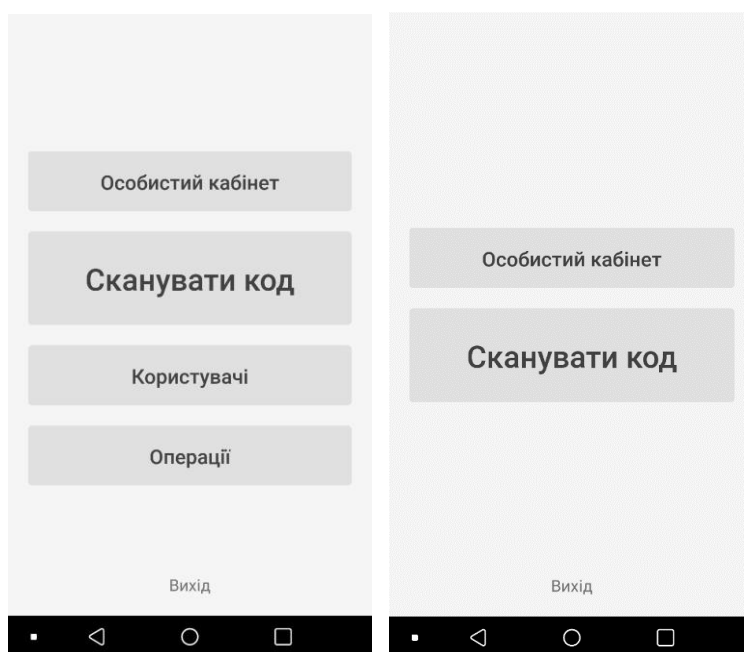 Особистий кабінет
Сканувати код
Користувачі
Операції
Вихід
Особистий кабінет
Сканувати код
Вихід